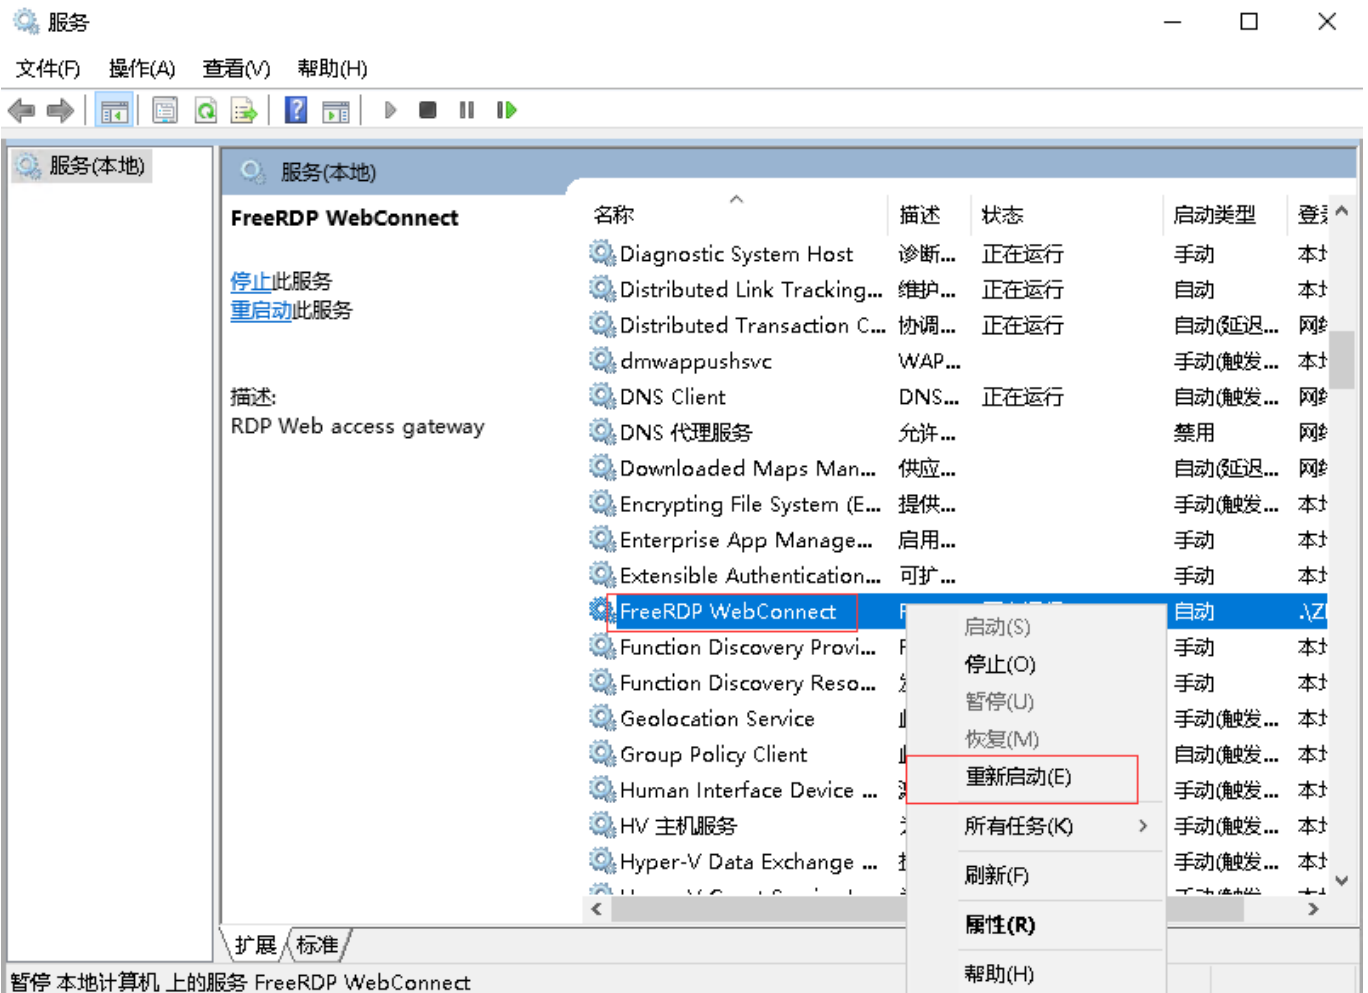 服务
文件(F) 操作(A) 查看(V) 帮助(H)
服务(本地)
服务(本地)
FreeRDP WebConnect
停止此服务
重启动此服务
描述:
RDP Web access gateway
名称 描述 状态 启动类型
Diagnostic System Host 诊断... 正在运行 手动
Distributed Link Tracking... 维护... 正在运行 自动
Distributed Transaction C... 协调... 正在运行 自动(延迟...
dmwappushsvc WAP... 手动(触发...
DNS Client DNS... 正在运行 自动(触发...
DNS 代理服务 允许... 禁用
Downloaded Maps Man... 供应... 自动(延迟...
Encrypting File System (E... 提供... 手动(触发...
Enterprise App Manage... 启用... 手动
Extensible Authentication... 可扩... 手动
FreeRDP WebConnect 自动
Function Discovery Provi... 手动
Function Discovery Reso... 手动
Geolocation Service 手动(触发...
Group Policy Client 自动(触发...
Human Interface Device ... 手动(触发...
HV 主机服务 手动(触发...
Hyper-V Data Exchange ... 手动(触发...
启动(S)
停止(O)
暂停(U)
恢复(M)
重新启动(E)
所有任务(K)
刷新(F)
属性(R)
帮助(H)
扩展 标准
暂停 本地计算机 上的服务 FreeRDP WebConnect